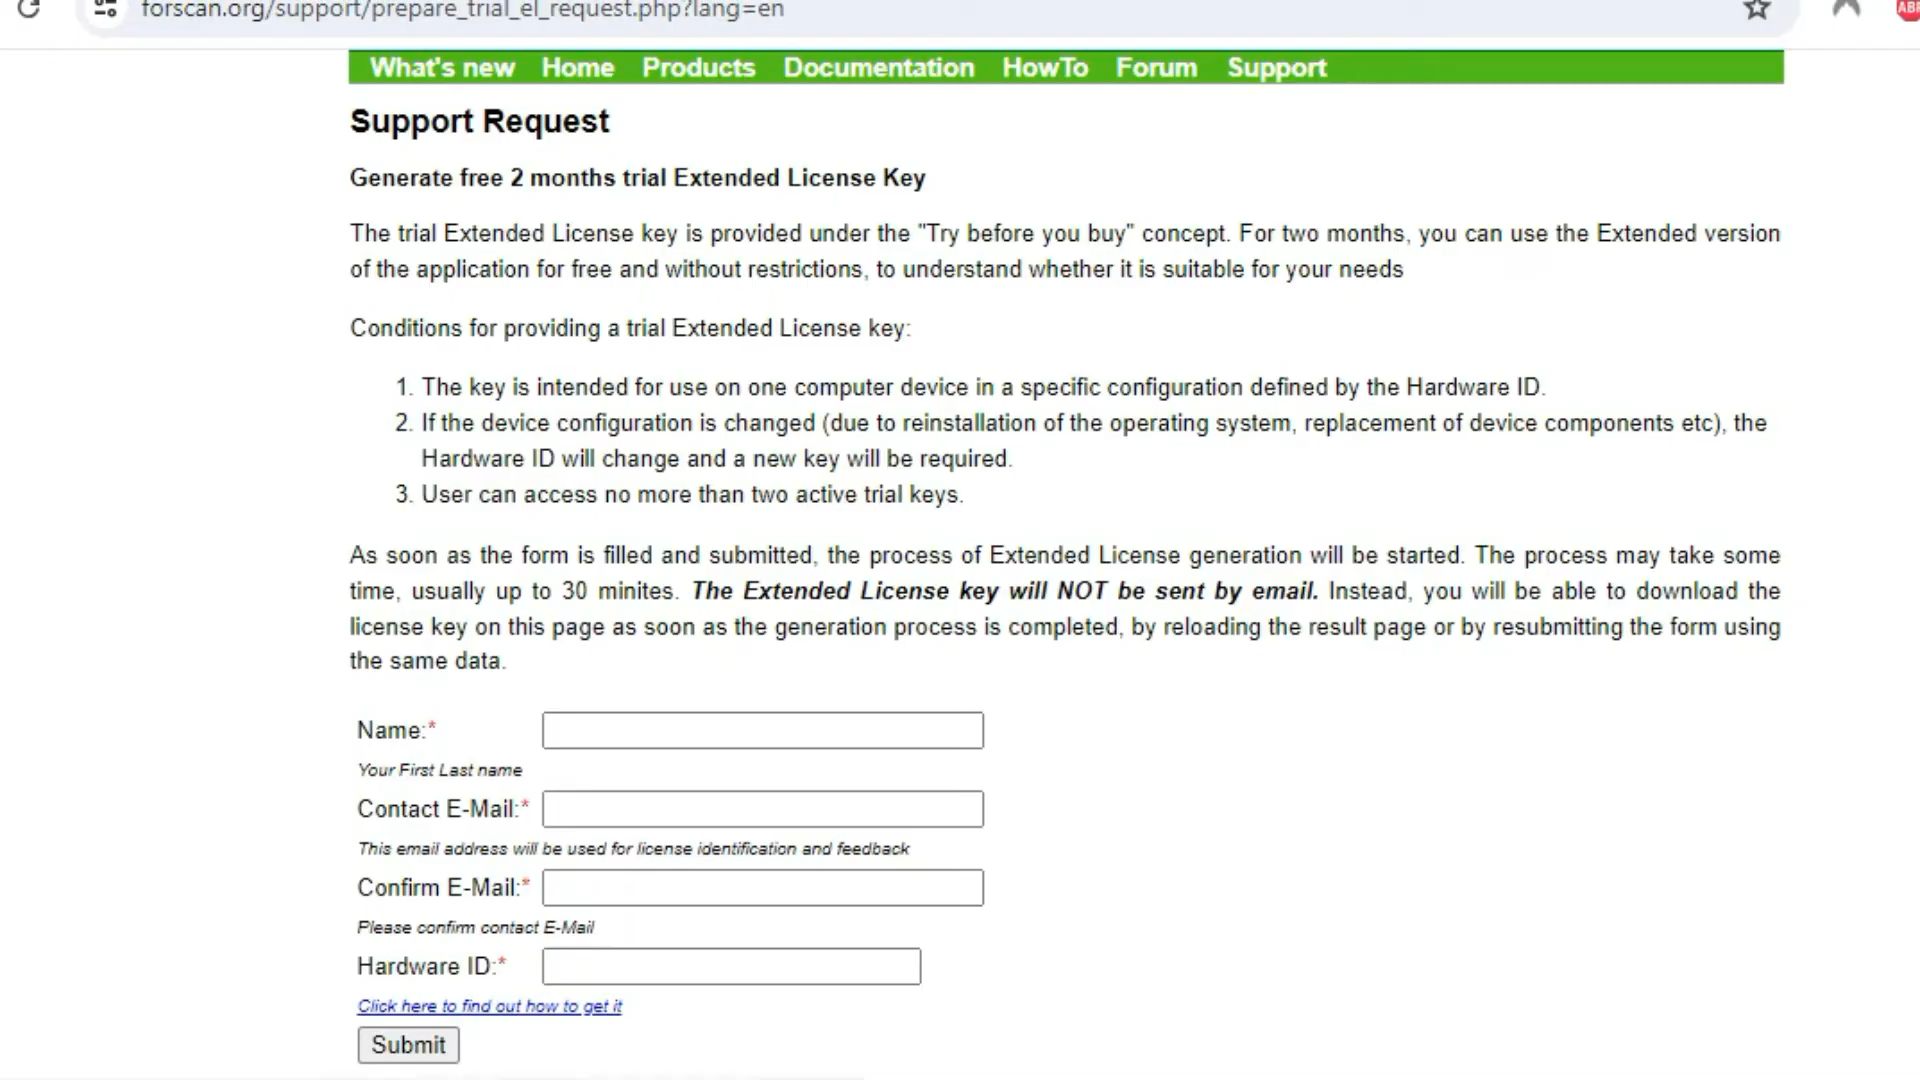 forscan.org/support/prepare_trial_el_request.php?lang=en
ABP
What's new Home Products Documentation HowTo Forum Support
Support Request
Generate free 2 months trial Extended License Key
The trial Extended License key is provided under the "Try before you buy" concept. For two months, you can use the Extended version
of the application for free and without restrictions, to understand whether it is suitable for your needs
Conditions for providing a trial Extended License key:
1. The key is intended for use on one computer device in a specific configuration defined by the Hardware ID.
2. If the device configuration is changed (due to reinstallation of the operating system, replacement of device components etc), the
Hardware ID will change and a new key will be required.
3. User can access no more than two active trial keys.
As soon as the form is filled and submitted, the process of Extended License generation will be started. The process may take some
time, usually up to 30 minites. The Extended License key will NOT be sent by email. Instead, you will be able to download the
license key on this page as soon as the generation process is completed, by reloading the result page or by resubmitting the form using
the same data.
Name:*
Your First Last name
Contact E-Mail:*
This email address will be used for license identification and feedback
Confirm E-Mail:*
Please confirm contact E-Mail
Hardware ID:*
Click here to find out how to get it
Submit